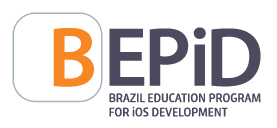 BEPiD
BRAZIL EDUCATION PROGRAM
FOR iOS DEVELOPMENT